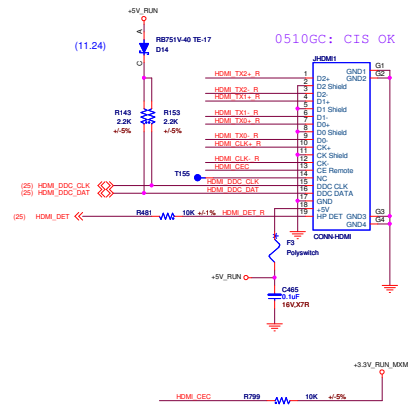 +5V_RUN
A
RB751V-40 TE-17
D14
C
(11.24)
0510GC: CIS OK
JHDMI1
R143
2.2K
+/-5%
R153
2.2K
+/-5%
HDMI_TX2+_R
HDMI_TX2-_R
HDMI_TX1+_R
HDMI_TX1-_R
HDMI_TX0+_R
HDMI_TX0-_R
HDMI_CLK+_R
HDMI_CLK-_R
HDMI_CEC
T155
HDMI_DDC_CLK
HDMI_DDC_DAT
1 D2+
2 D2 Shield
3 D2-
4 D1+
5 D1 Shield
6 D1-
7 D0+
8 D0 Shield
9 D0-
10 CK+
11 CK Shield
12 CK-
13 CE Remote
14 NC
15 DDC CLK
16 DDC DATA
17 GND
18 +5V
19 HP DET
GND1 G1
GND2 G2
GND3 G3
GND4 G4
CONN-HDMI
(25) HDMI_DDC_CLK
(25) HDMI_DDC_DAT
(25) HDMI_DET
R481 10K +/-1% HDMI_DET_R
F3
Polyswitch
+5V_RUN
C465
0.1uF
16V,X7R
+3.3V_RUN_MXM
HDMI_CEC R799 10K +/-5%